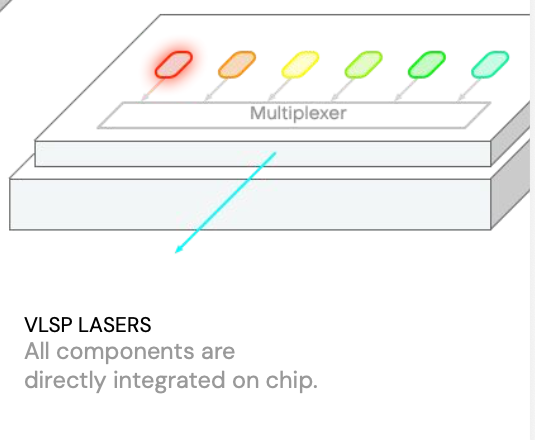 Multiplexer
VLSP LASERS
All components are
directly integrated on chip.